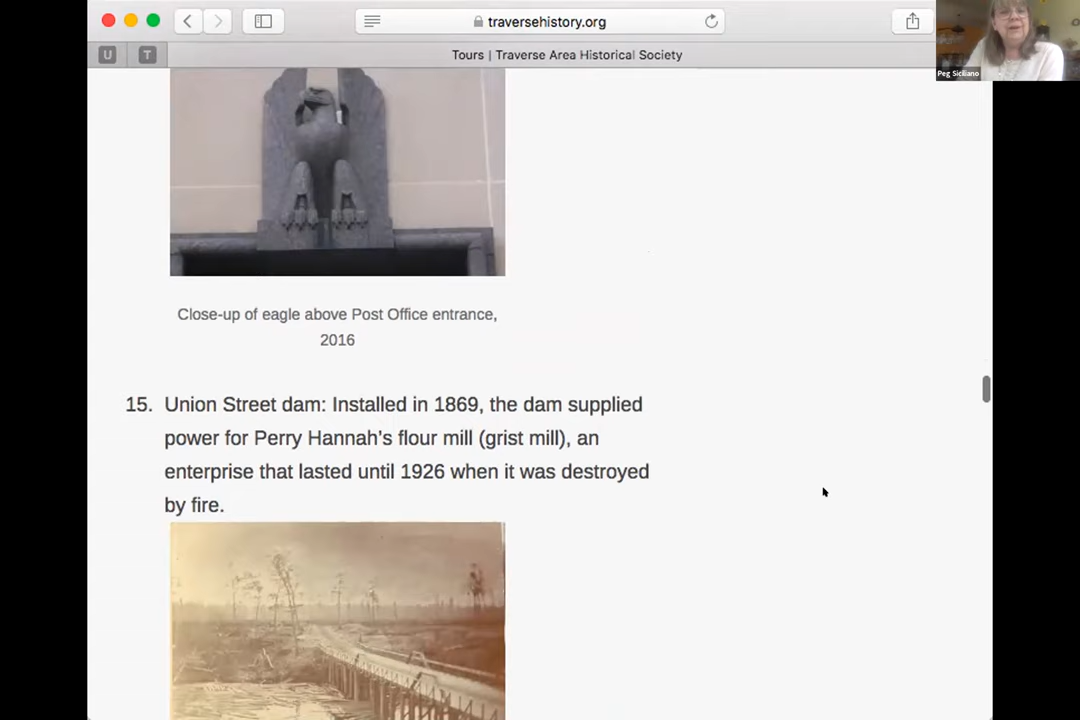 traversehistory.org
U
T
Tours | Traverse Area Historical Society
Peg Siciliano
Close-up of eagle above Post Office entrance,
2016
15. Union Street dam: Installed in 1869, the dam supplied
power for Perry Hannah's flour mill (grist mill), an
enterprise that lasted until 1926 when it was destroyed
by fire.